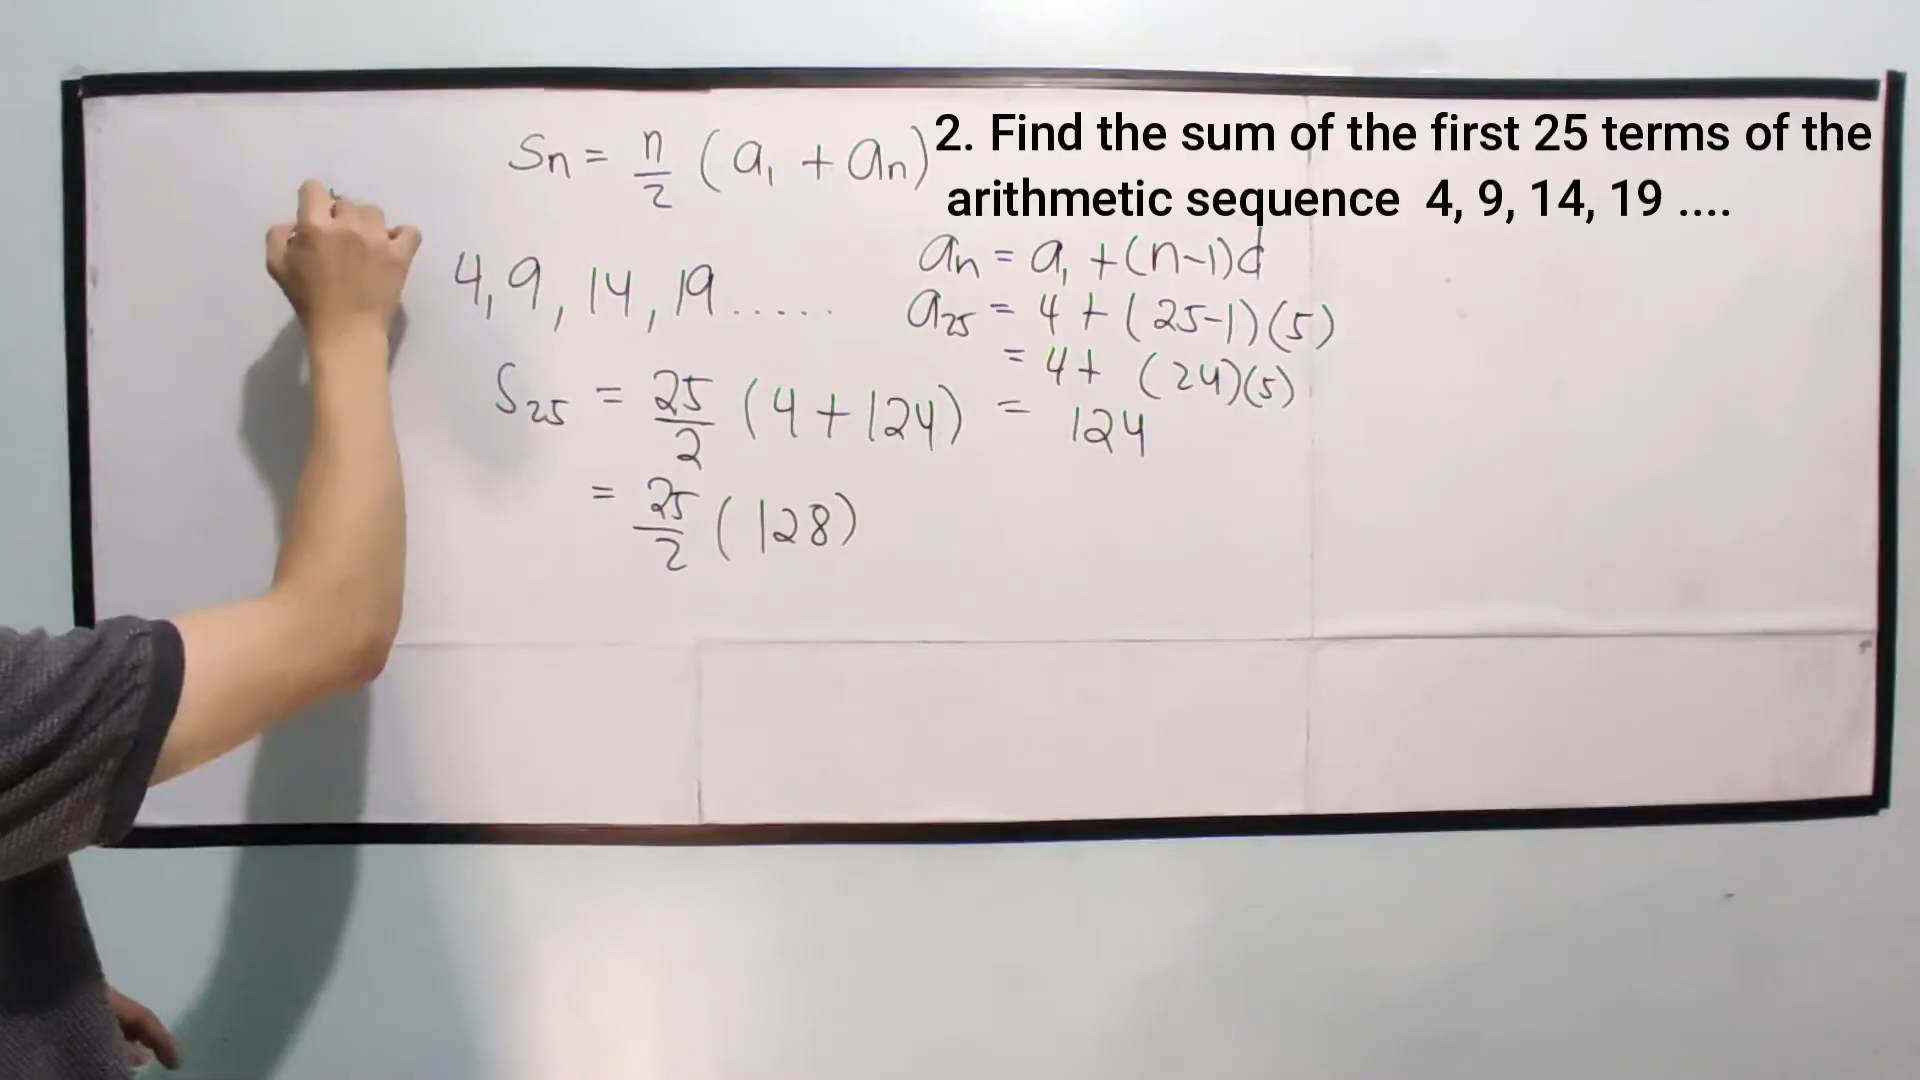 2. Find the sum of the first 25 terms of the
arithmetic sequence 4, 9, 14, 19 ....
Sn = n/2 (a₁ + an)
4, 9, 14, 19 .....
S₂₅ = 25/2 (4 + 124)
= 25/2 (128)
an = a₁ + (n-1)d
a₂₅ = 4 + (25-1)(5)
= 4 + (24)(5)
= 124